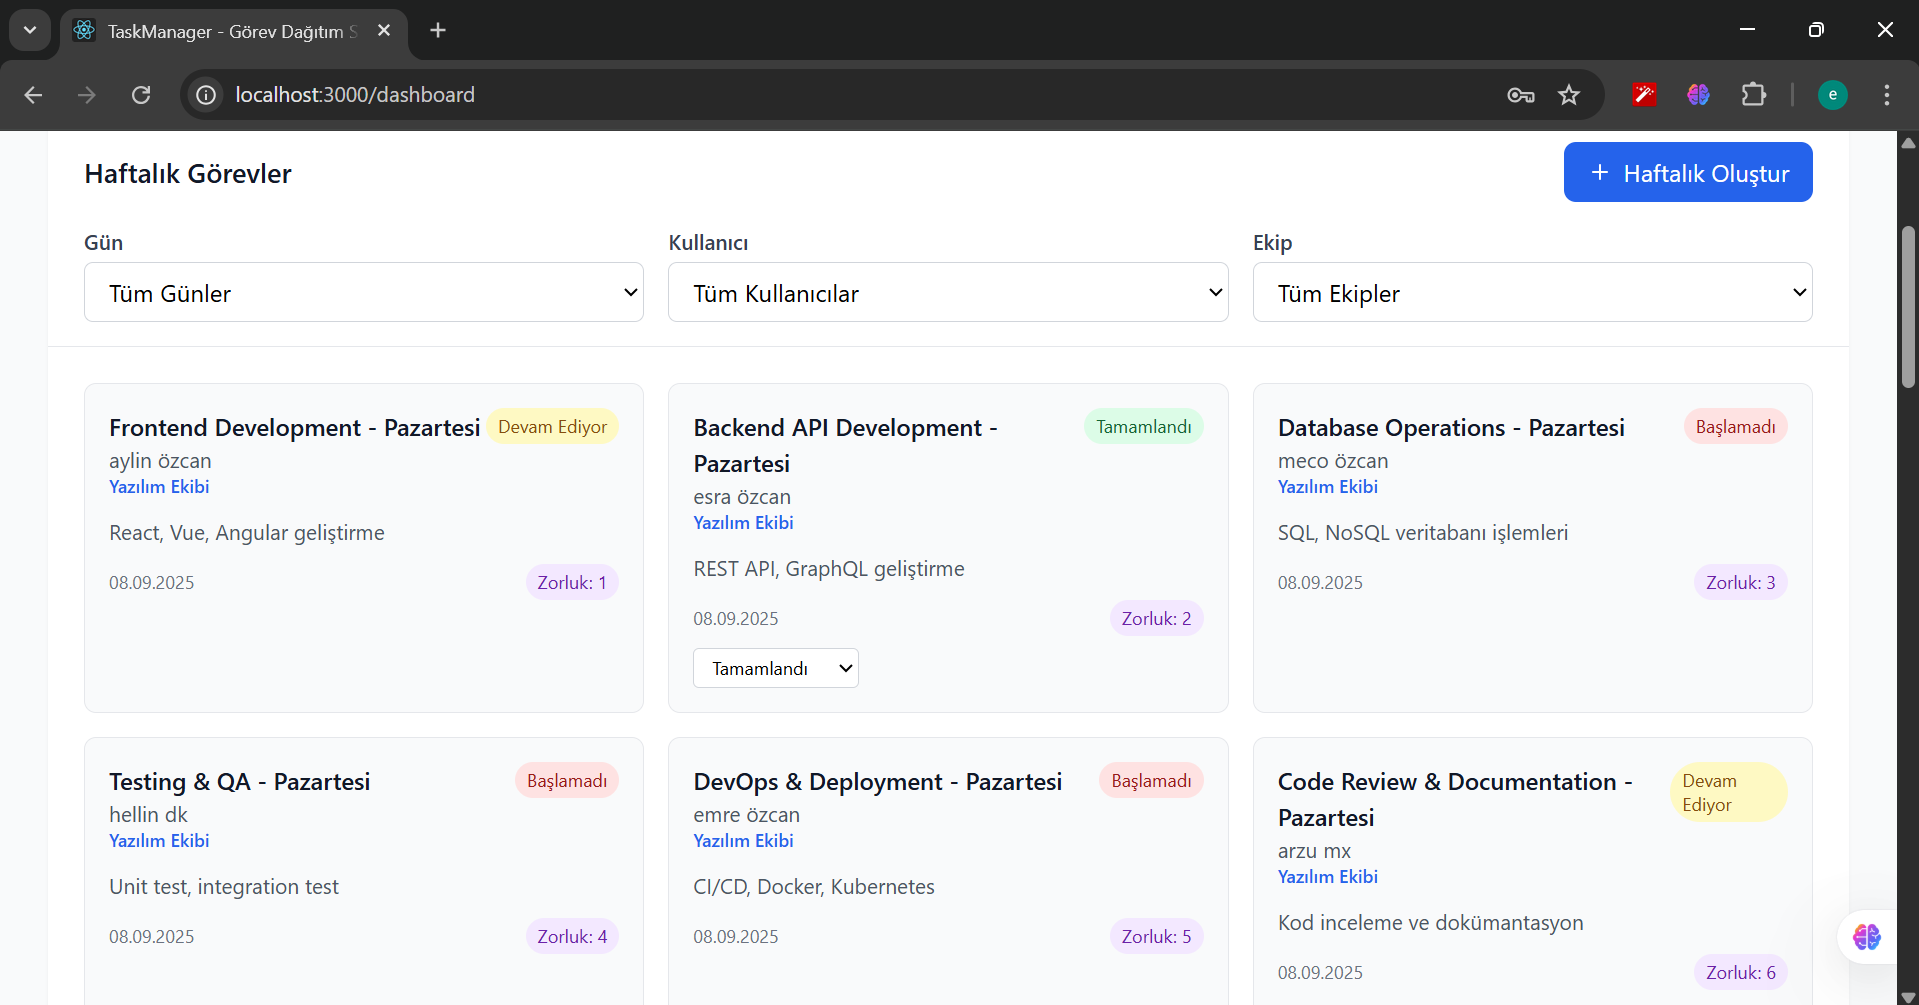 TaskManager - Görev Dağıtım S
localhost:3000/dashboard
e
Haftalık Görevler
+ Haftalık Oluştur
Gün
Kullanıcı
Ekip
Tüm Günler
Tüm Kullanıcılar
Tüm Ekipler
Frontend Development - Pazartesi
Devam Ediyor
aylin özcan
Yazılım Ekibi
React, Vue, Angular geliştirme
08.09.2025
Zorluk: 1
Backend API Development -
Pazartesi
Tamamlandı
esra özcan
Yazılım Ekibi
REST API, GraphQL geliştirme
08.09.2025
Zorluk: 2
Tamamlandı
Database Operations - Pazartesi
Başlamadı
meco özcan
Yazılım Ekibi
SQL, NoSQL veritabanı işlemleri
08.09.2025
Zorluk: 3
Testing & QA - Pazartesi
Başlamadı
hellin dk
Yazılım Ekibi
Unit test, integration test
08.09.2025
Zorluk: 4
DevOps & Deployment - Pazartesi
Başlamadı
emre özcan
Yazılım Ekibi
CI/CD, Docker, Kubernetes
08.09.2025
Zorluk: 5
Code Review & Documentation -
Pazartesi
Devam
Ediyor
arzu mx
Yazılım Ekibi
Kod inceleme ve dokümantasyon
08.09.2025
Zorluk: 6